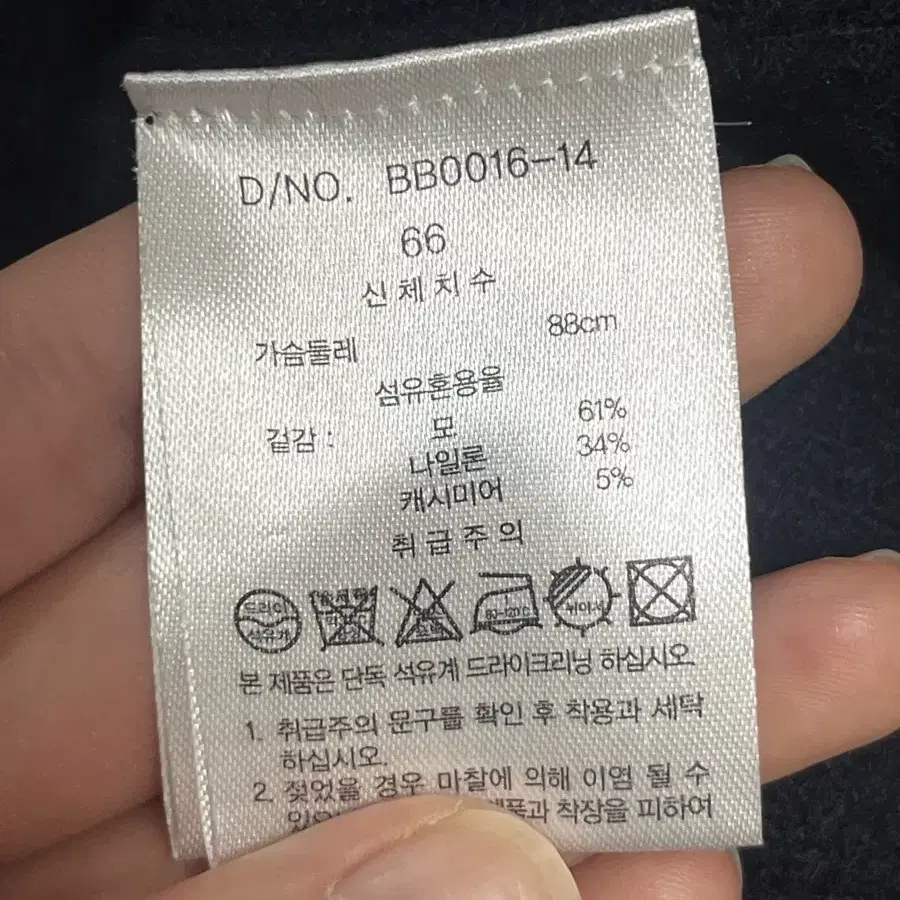 D/NO. BB0016-14
66
신체치수
가슴둘레 88cm
섬유혼용율
겉감 : 모 61%
나일론 34%
캐시미어 5%
취급주의
드라이
석유계
80-120℃
뉘어서
본 제품은 단독 석유계 드라이크리닝 하십시오.
1. 취급주의 문구를 확인 후 착용과 세탁
하십시오.
2. 젖었을 경우 마찰에 의해 이염 될 수
과 착장을 피하여